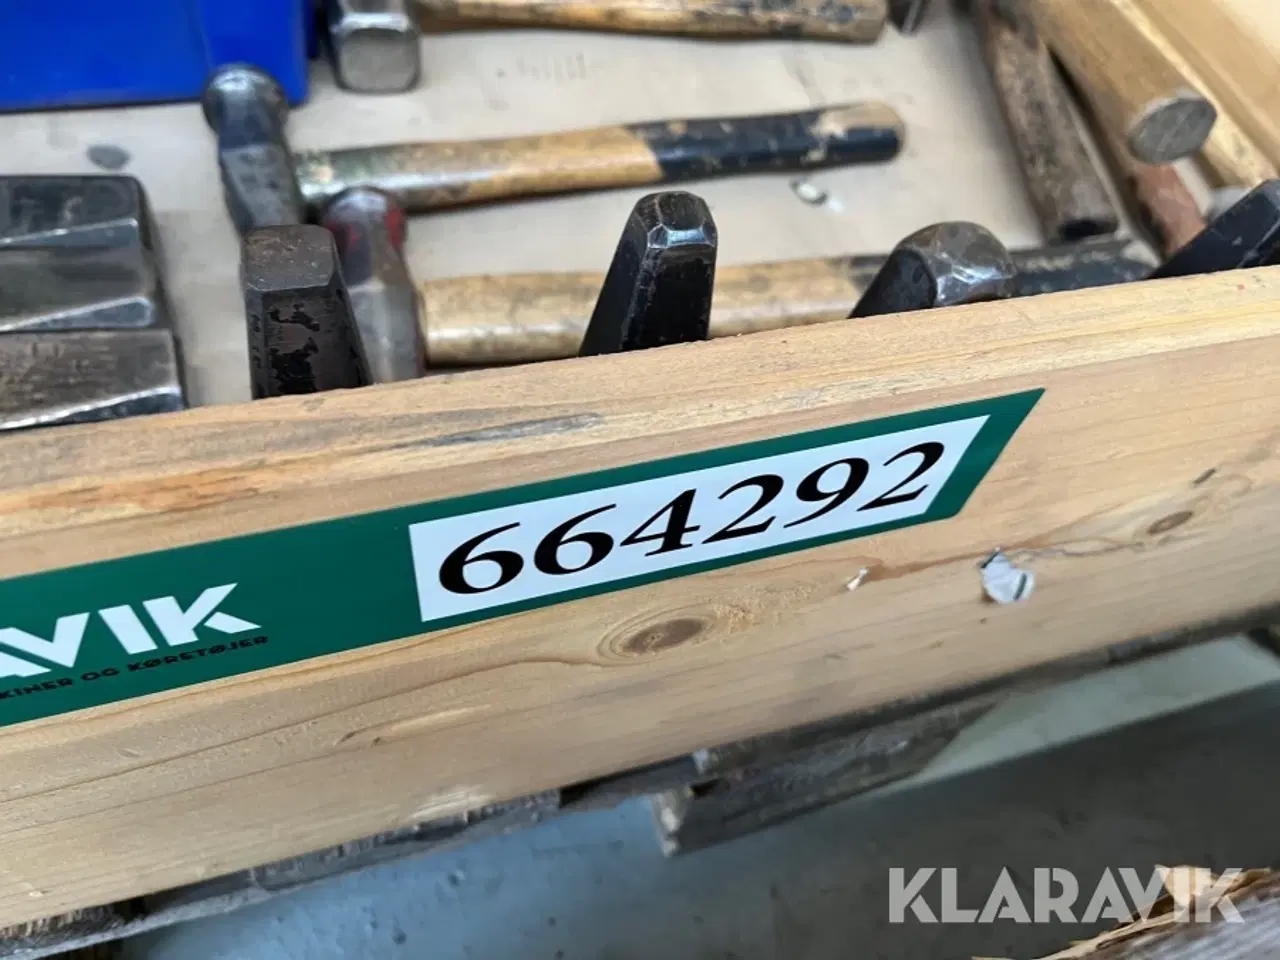 664292
AVIK
KINER OG KØRETØJER
KLARAVIK